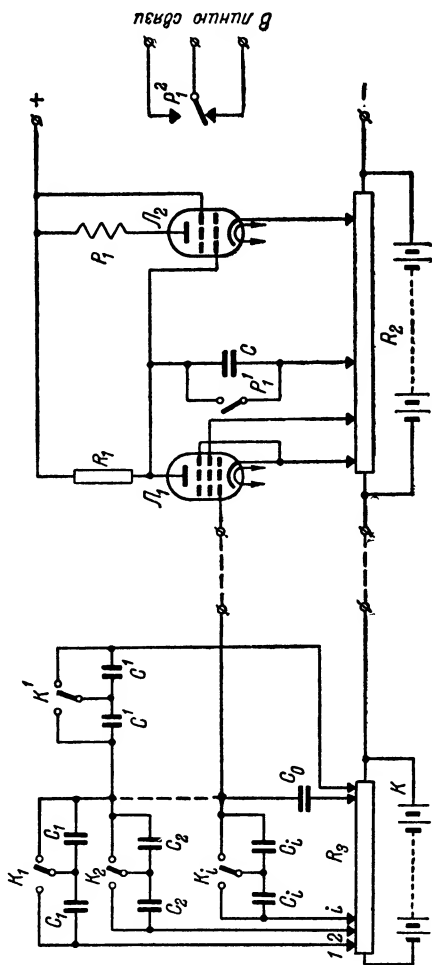 В линию связи
P₁²
+
−
P₁
Л₂
R₁
Л₁
C
P₁¹
R₂
K¹
C¹
C¹
K₁
C₁
C₁
K₂
C₂
C₂
Kᵢ
Cᵢ
Cᵢ
C₀
1
2
i
R₃
K